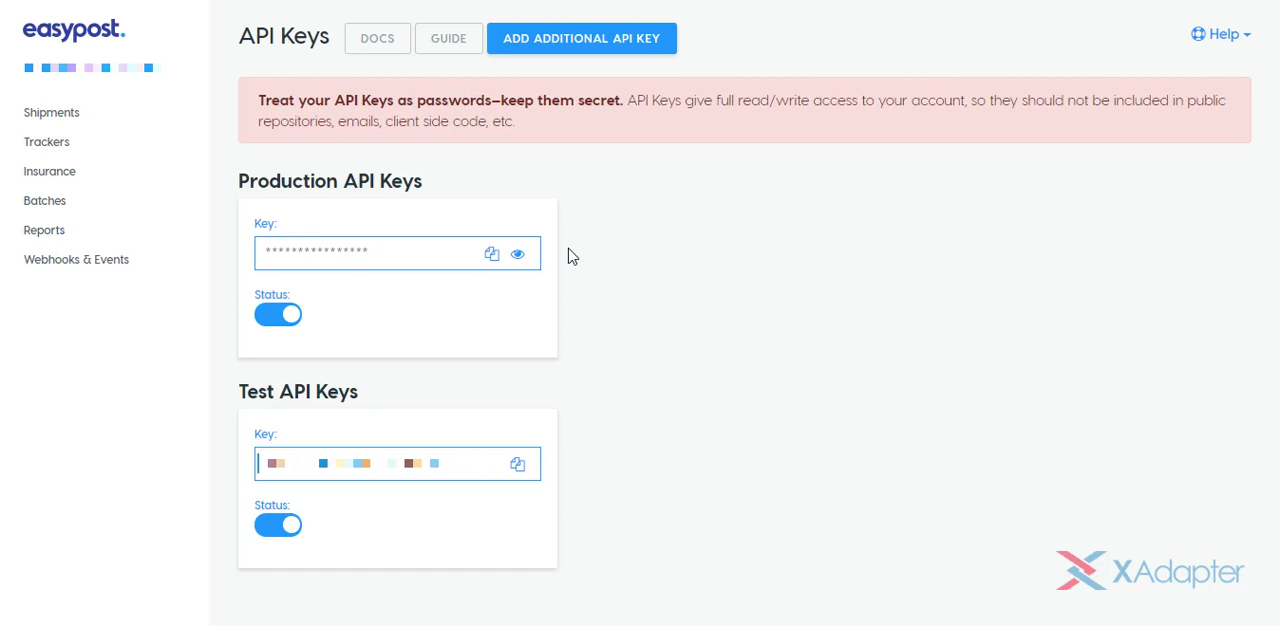 easypost.
API Keys
DOCS
GUIDE
ADD ADDITIONAL API KEY
Help
Shipments
Trackers
Insurance
Batches
Reports
Webhooks & Events
Treat your API Keys as passwords–keep them secret. API Keys give full read/write access to your account, so they should not be included in public
repositories, emails, client side code, etc.
Production API Keys
Key:
****************
Status:
Test API Keys
Key:
Status:
XAdapter